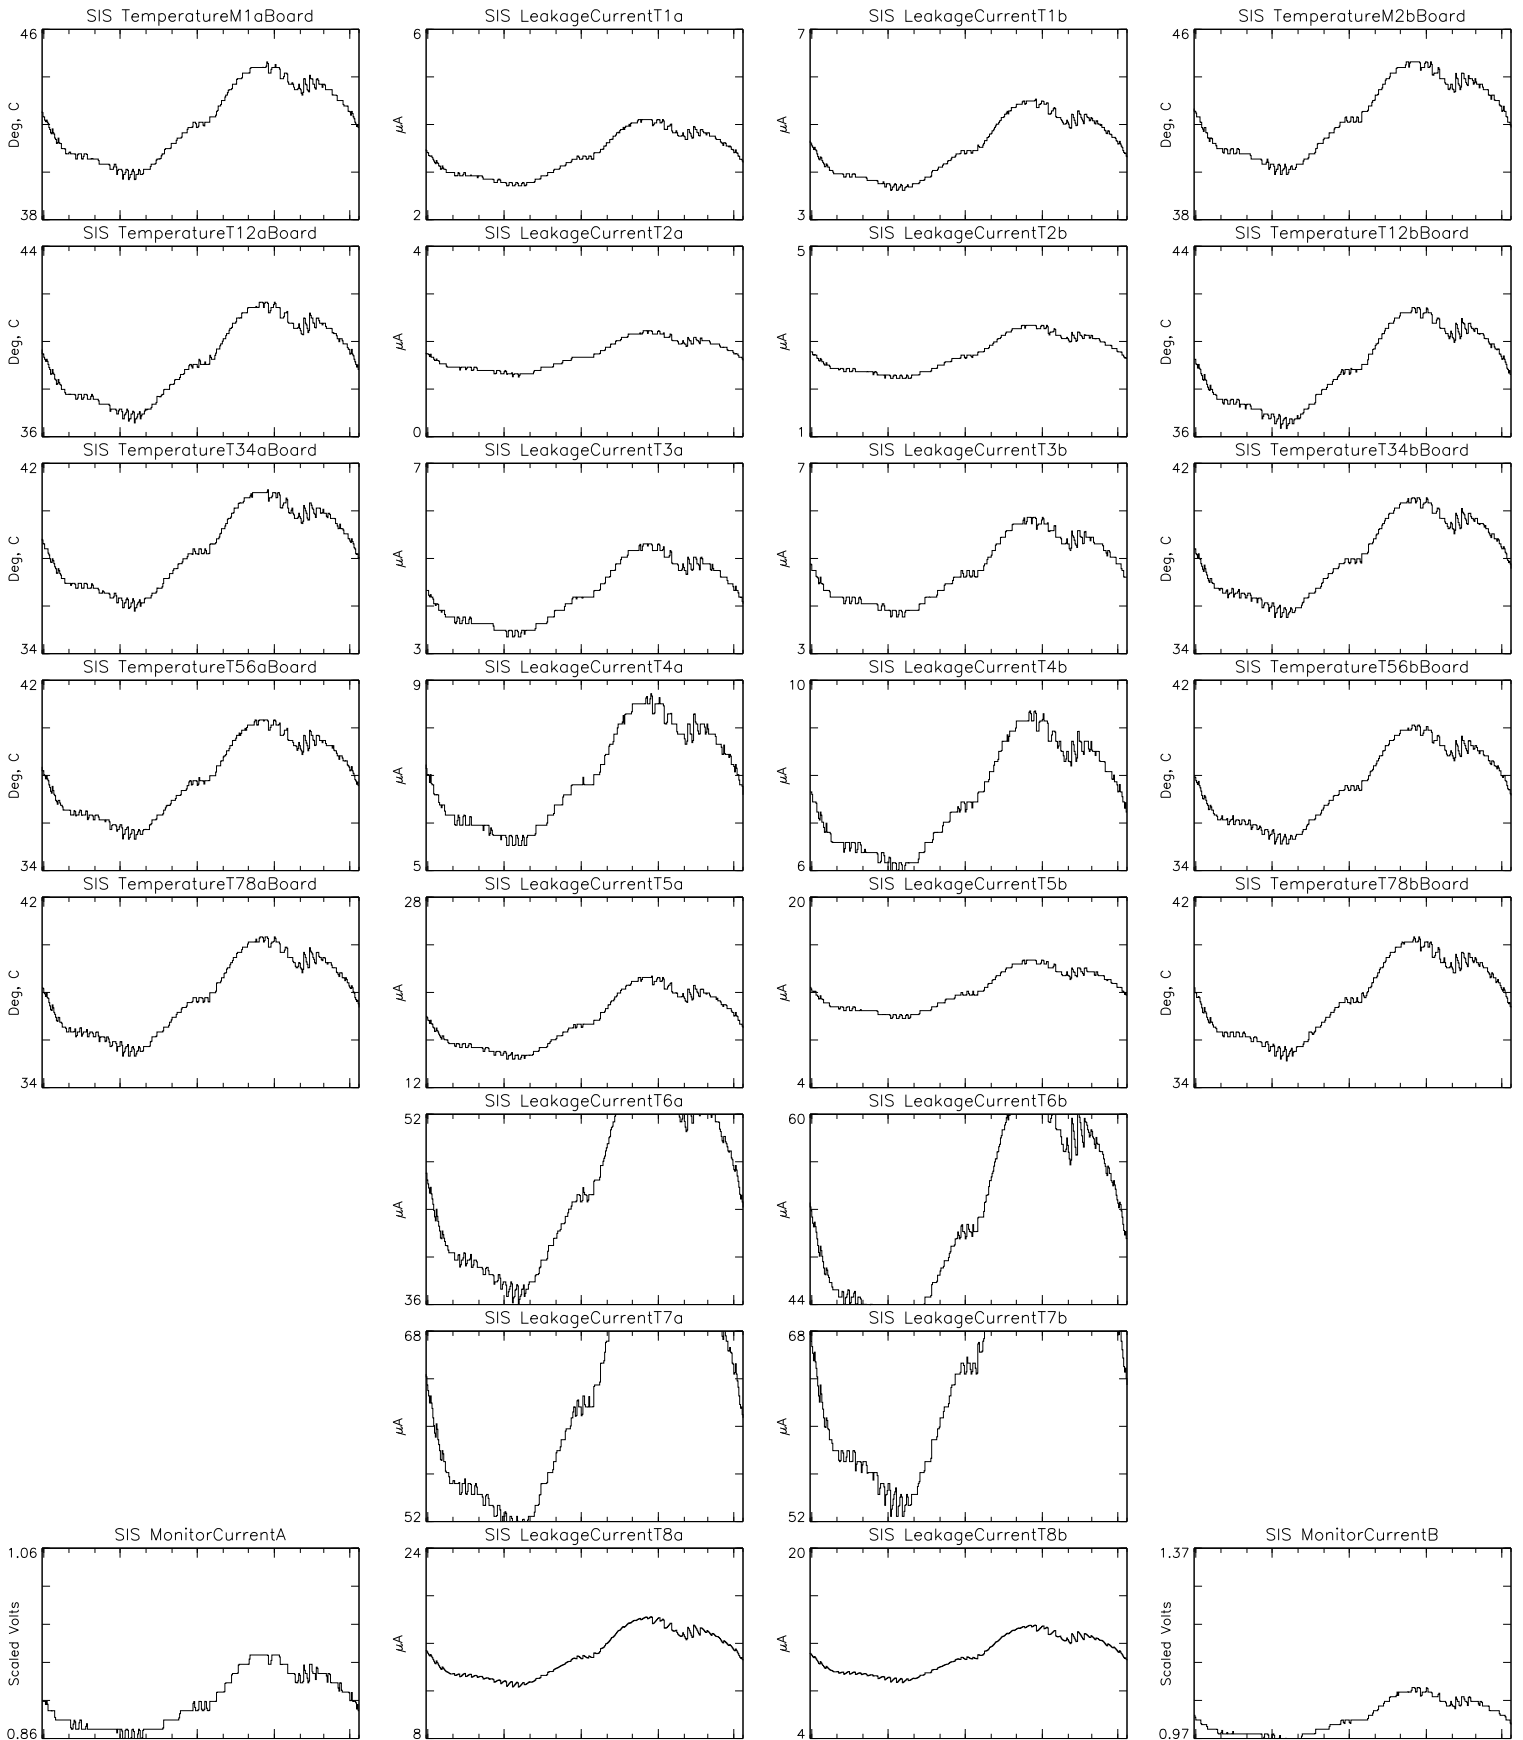 SIS TemperatureM1aBoard
46
Deg, C
38
SIS LeakageCurrentT1a
6
μA
2
SIS LeakageCurrentT1b
7
μA
3
SIS TemperatureM2bBoard
46
Deg, C
38
SIS TemperatureT12aBoard
44
Deg, C
36
SIS LeakageCurrentT2a
4
μA
0
SIS LeakageCurrentT2b
5
μA
1
SIS TemperatureT12bBoard
44
Deg, C
36
SIS TemperatureT34aBoard
42
Deg, C
34
SIS LeakageCurrentT3a
7
μA
3
SIS LeakageCurrentT3b
7
μA
3
SIS TemperatureT34bBoard
42
Deg, C
34
SIS TemperatureT56aBoard
42
Deg, C
34
SIS LeakageCurrentT4a
9
μA
5
SIS LeakageCurrentT4b
10
μA
6
SIS TemperatureT56bBoard
42
Deg, C
34
SIS TemperatureT78aBoard
42
Deg, C
34
SIS LeakageCurrentT5a
28
μA
12
SIS LeakageCurrentT5b
20
μA
4
SIS TemperatureT78bBoard
42
Deg, C
34
SIS LeakageCurrentT6a
52
μA
36
SIS LeakageCurrentT6b
60
μA
44
SIS LeakageCurrentT7a
68
μA
52
SIS LeakageCurrentT7b
68
μA
52
SIS MonitorCurrentA
1.06
Scaled Volts
0.86
SIS LeakageCurrentT8a
24
μA
8
SIS LeakageCurrentT8b
20
μA
4
SIS MonitorCurrentB
1.37
Scaled Volts
0.97